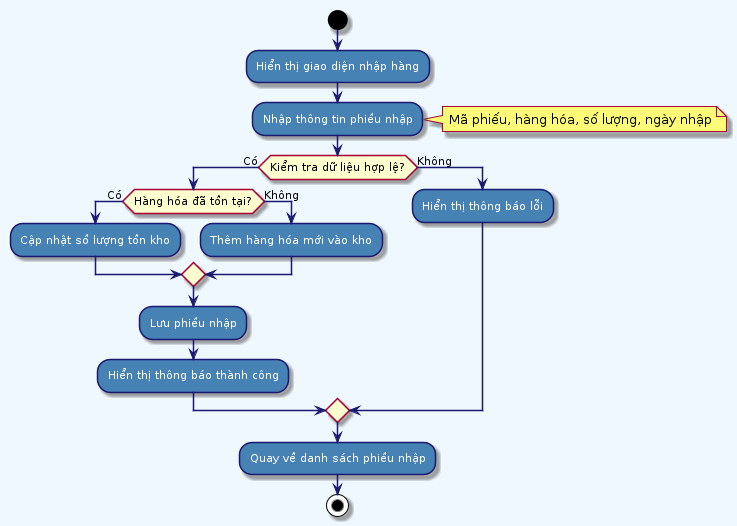 Hiển thị giao diện nhập hàng
Nhập thông tin phiếu nhập
Mã phiếu, hàng hóa, số lượng, ngày nhập
Kiểm tra dữ liệu hợp lệ?
Có
Không
Hàng hóa đã tồn tại?
Có
Không
Cập nhật số lượng tồn kho
Thêm hàng hóa mới vào kho
Hiển thị thông báo lỗi
Lưu phiếu nhập
Hiển thị thông báo thành công
Quay về danh sách phiếu nhập